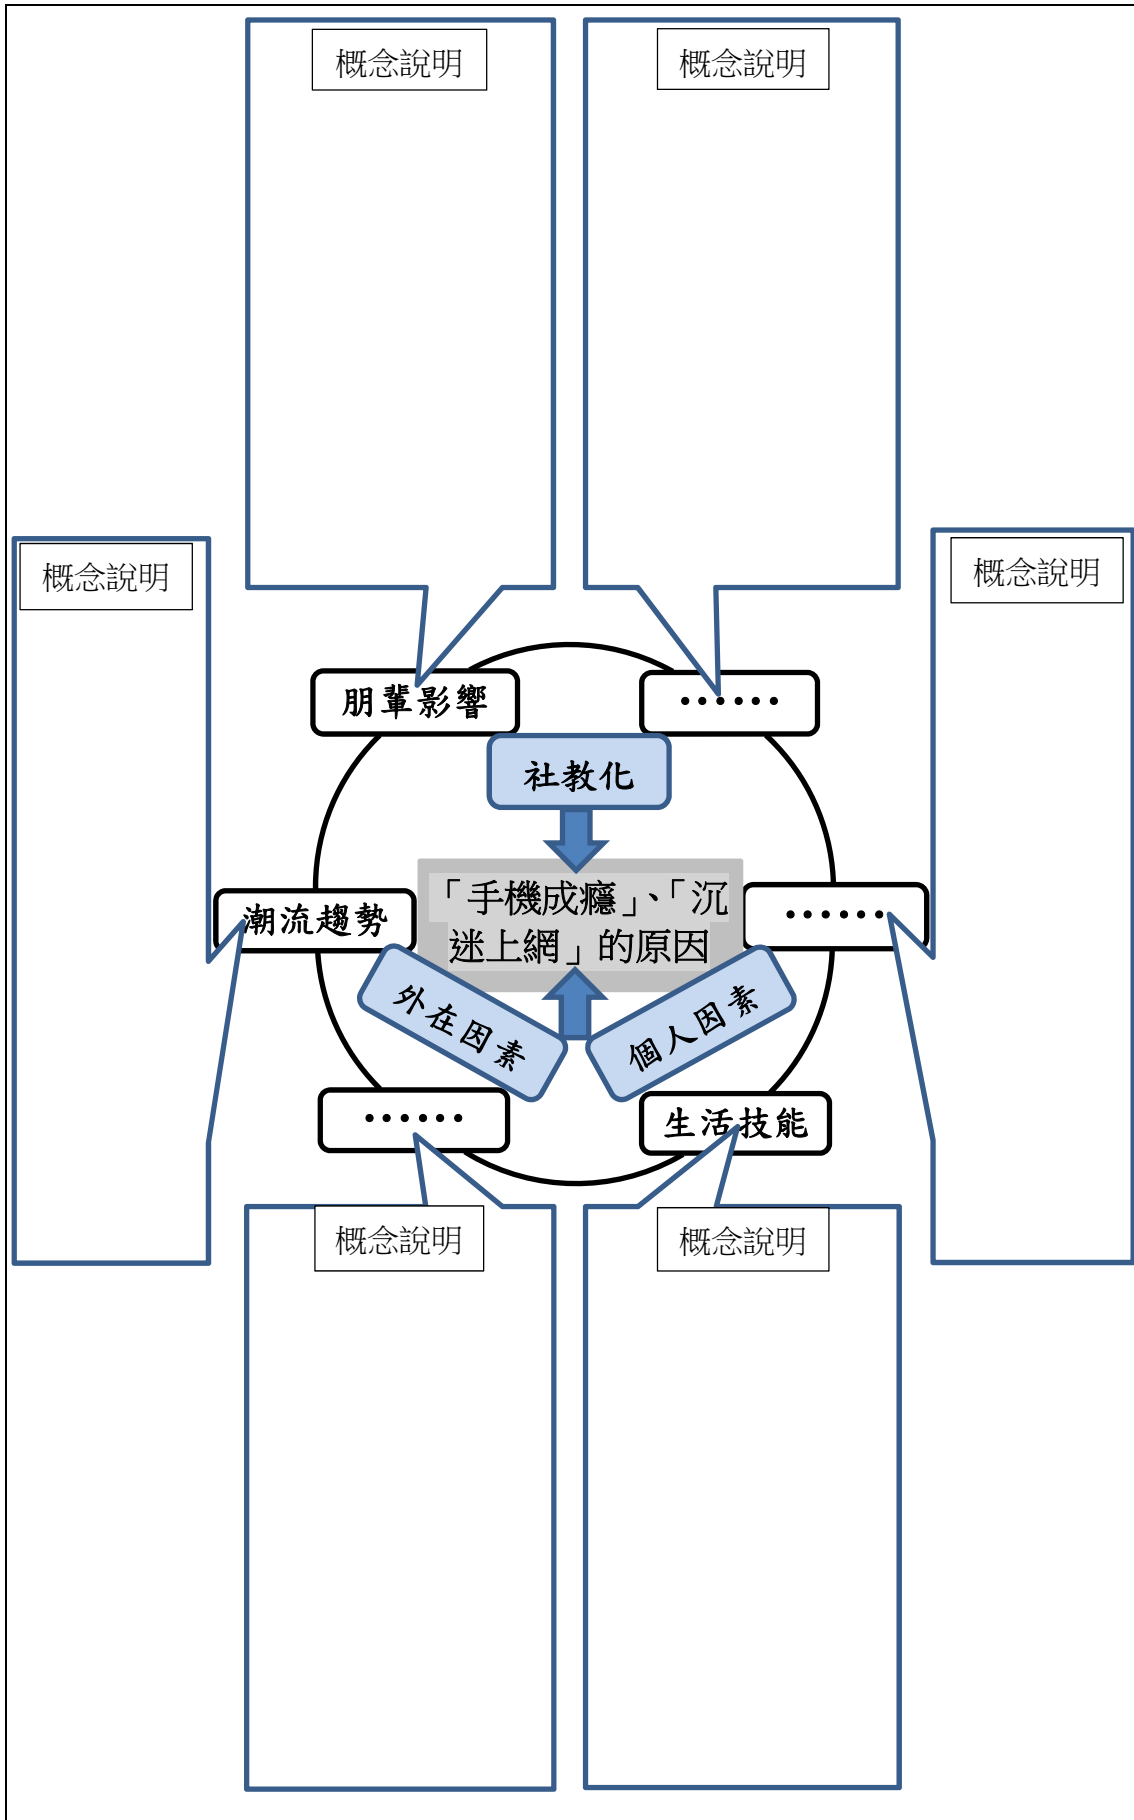 概念說明
概念說明
概念說明
概念說明
朋輩影響
••••••
社教化
「手機成癮」、「沉
迷上網」的原因
潮流趨勢
••••••
外在因素
個人因素
••••••
生活技能
概念說明
概念說明